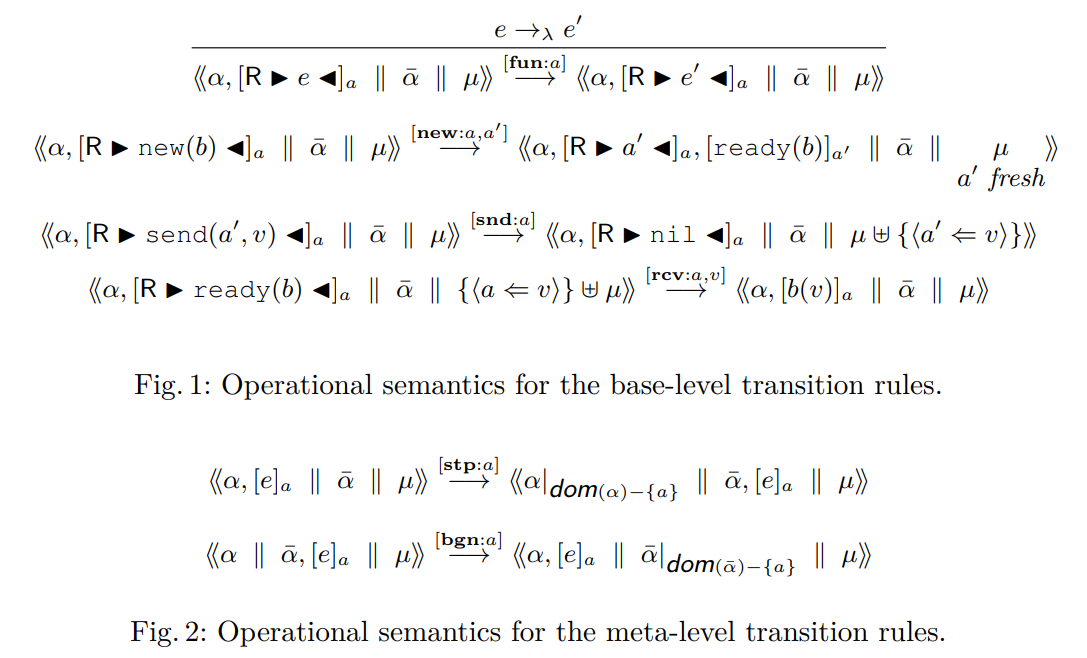 e →λ e′
⟪α, [R ▶ e ◀]a ∥ ᾱ ∥ μ⟫ [fun:a]⟶ ⟪α, [R ▶ e′ ◀]a ∥ ᾱ ∥ μ⟫
⟪α, [R ▶ new(b) ◀]a ∥ ᾱ ∥ μ⟫ [new:a,a′]⟶ ⟪α, [R ▶ a′ ◀]a, [ready(b)]a′ ∥ ᾱ ∥ μ ⟫
a′ fresh
⟪α, [R ▶ send(a′, v) ◀]a ∥ ᾱ ∥ μ⟫ [snd:a]⟶ ⟪α, [R ▶ nil ◀]a ∥ ᾱ ∥ μ ⊎ {⟨a′ ⇐ v⟩}⟫
⟪α, [R ▶ ready(b) ◀]a ∥ ᾱ ∥ {⟨a ⇐ v⟩} ⊎ μ⟫ [rcv:a,v]⟶ ⟪α, [b(v)]a ∥ ᾱ ∥ μ⟫
Fig. 1: Operational semantics for the base-level transition rules.
⟪α, [e]a ∥ ᾱ ∥ μ⟫ [stp:a]⟶ ⟪α|dom(α)−{a} ∥ ᾱ, [e]a ∥ μ⟫
⟪α ∥ ᾱ, [e]a ∥ μ⟫ [bgn:a]⟶ ⟪α, [e]a ∥ ᾱ|dom(ᾱ)−{a} ∥ μ⟫
Fig. 2: Operational semantics for the meta-level transition rules.